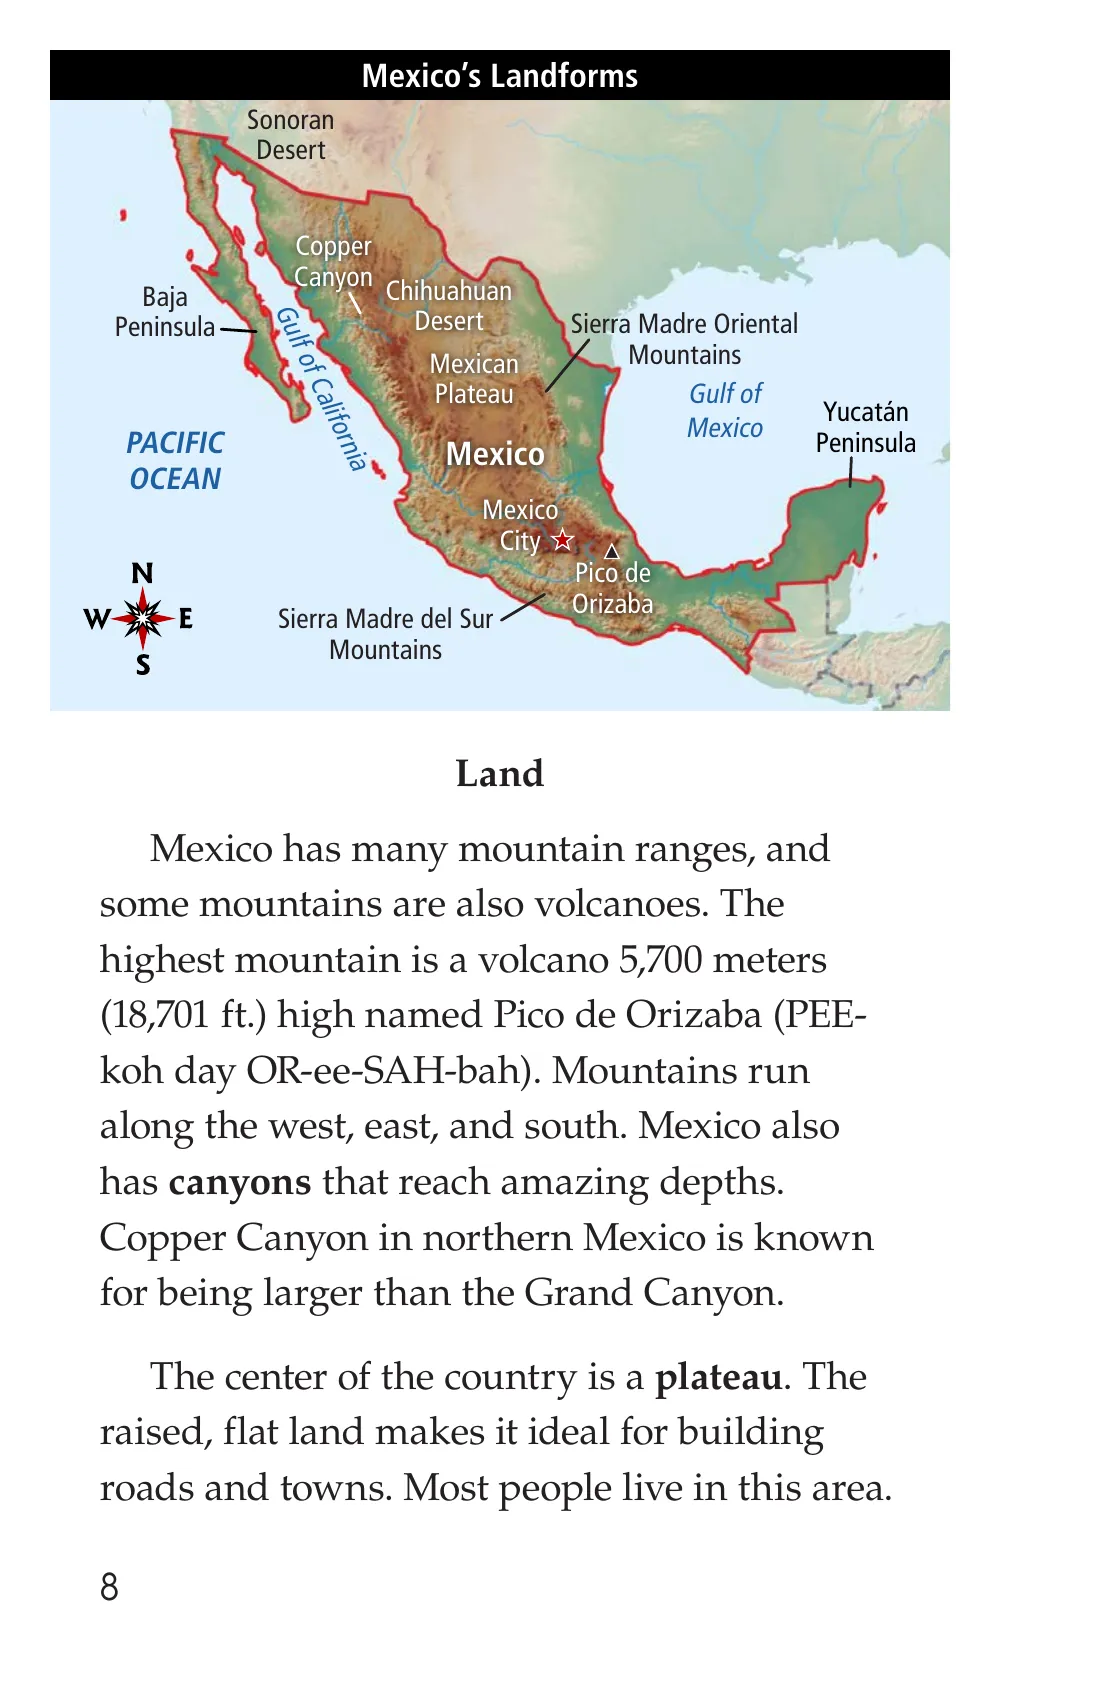 Mexico’s Landforms
Sonoran
Desert
Copper
Canyon
Chihuahuan
Desert
Baja
Peninsula
Gulf of California
Sierra Madre Oriental
Mountains
Mexican
Plateau
Gulf of
Mexico
Yucatán
Peninsula
PACIFIC
OCEAN
Mexico
Mexico
City
Pico de
Orizaba
N
W
E
S
Sierra Madre del Sur
Mountains
Land
Mexico has many mountain ranges, and
some mountains are also volcanoes. The
highest mountain is a volcano 5,700 meters
(18,701 ft.) high named Pico de Orizaba (PEE-
koh day OR-ee-SAH-bah). Mountains run
along the west, east, and south. Mexico also
has canyons that reach amazing depths.
Copper Canyon in northern Mexico is known
for being larger than the Grand Canyon.
The center of the country is a plateau. The
raised, flat land makes it ideal for building
roads and towns. Most people live in this area.
8